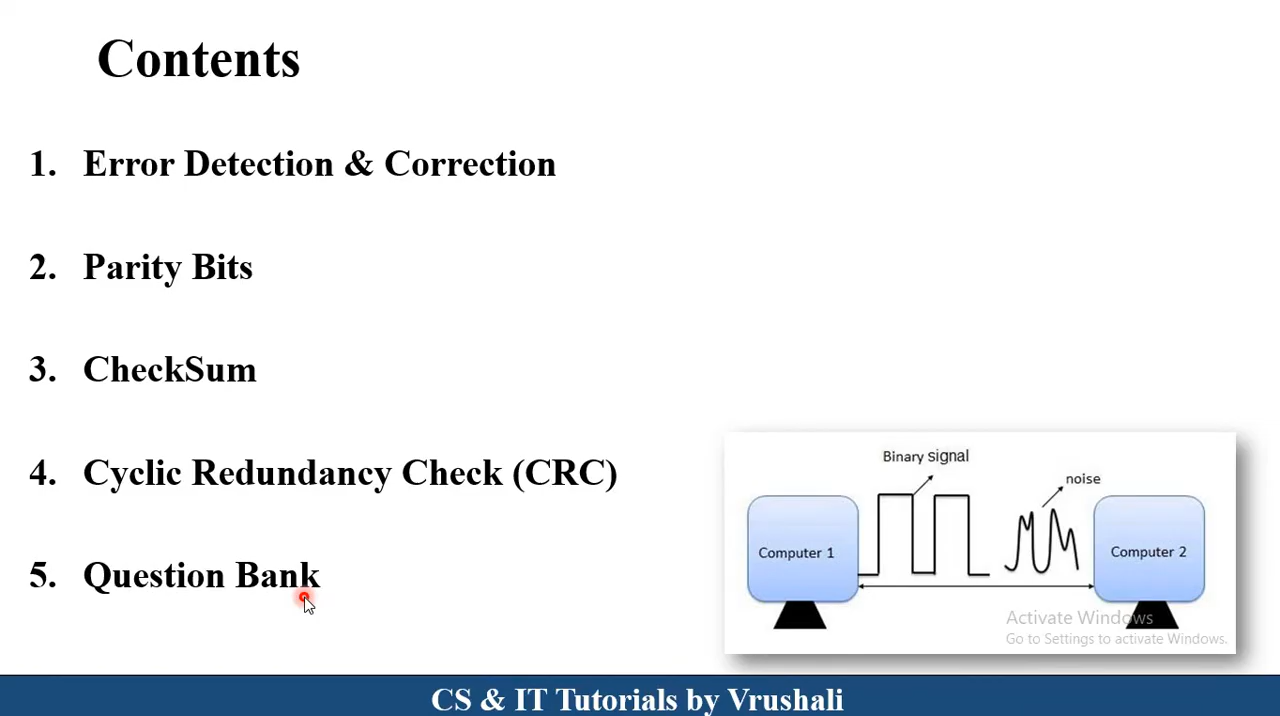 Contents
1. Error Detection & Correction
2. Parity Bits
3. CheckSum
4. Cyclic Redundancy Check (CRC)
5. Question Bank
Binary signal
noise
Computer 1
Computer 2
Activate Windows
Go to Settings to activate Windows.
CS & IT Tutorials by Vrushali